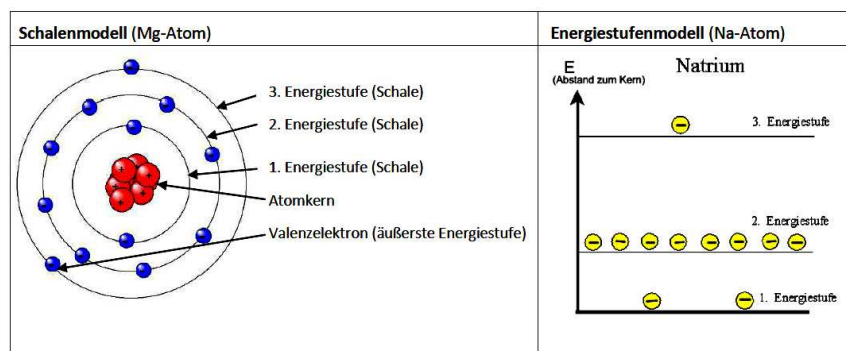 Schalenmodell (Mg-Atom)
3. Energiestufe (Schale)
2. Energiestufe (Schale)
1. Energiestufe (Schale)
Atomkern
Valenzelektron (äußerste Energiestufe)
Energiestufenmodell (Na-Atom)
E
(Abstand zum Kern)
Natrium
3. Energiestufe
2. Energiestufe
1. Energiestufe